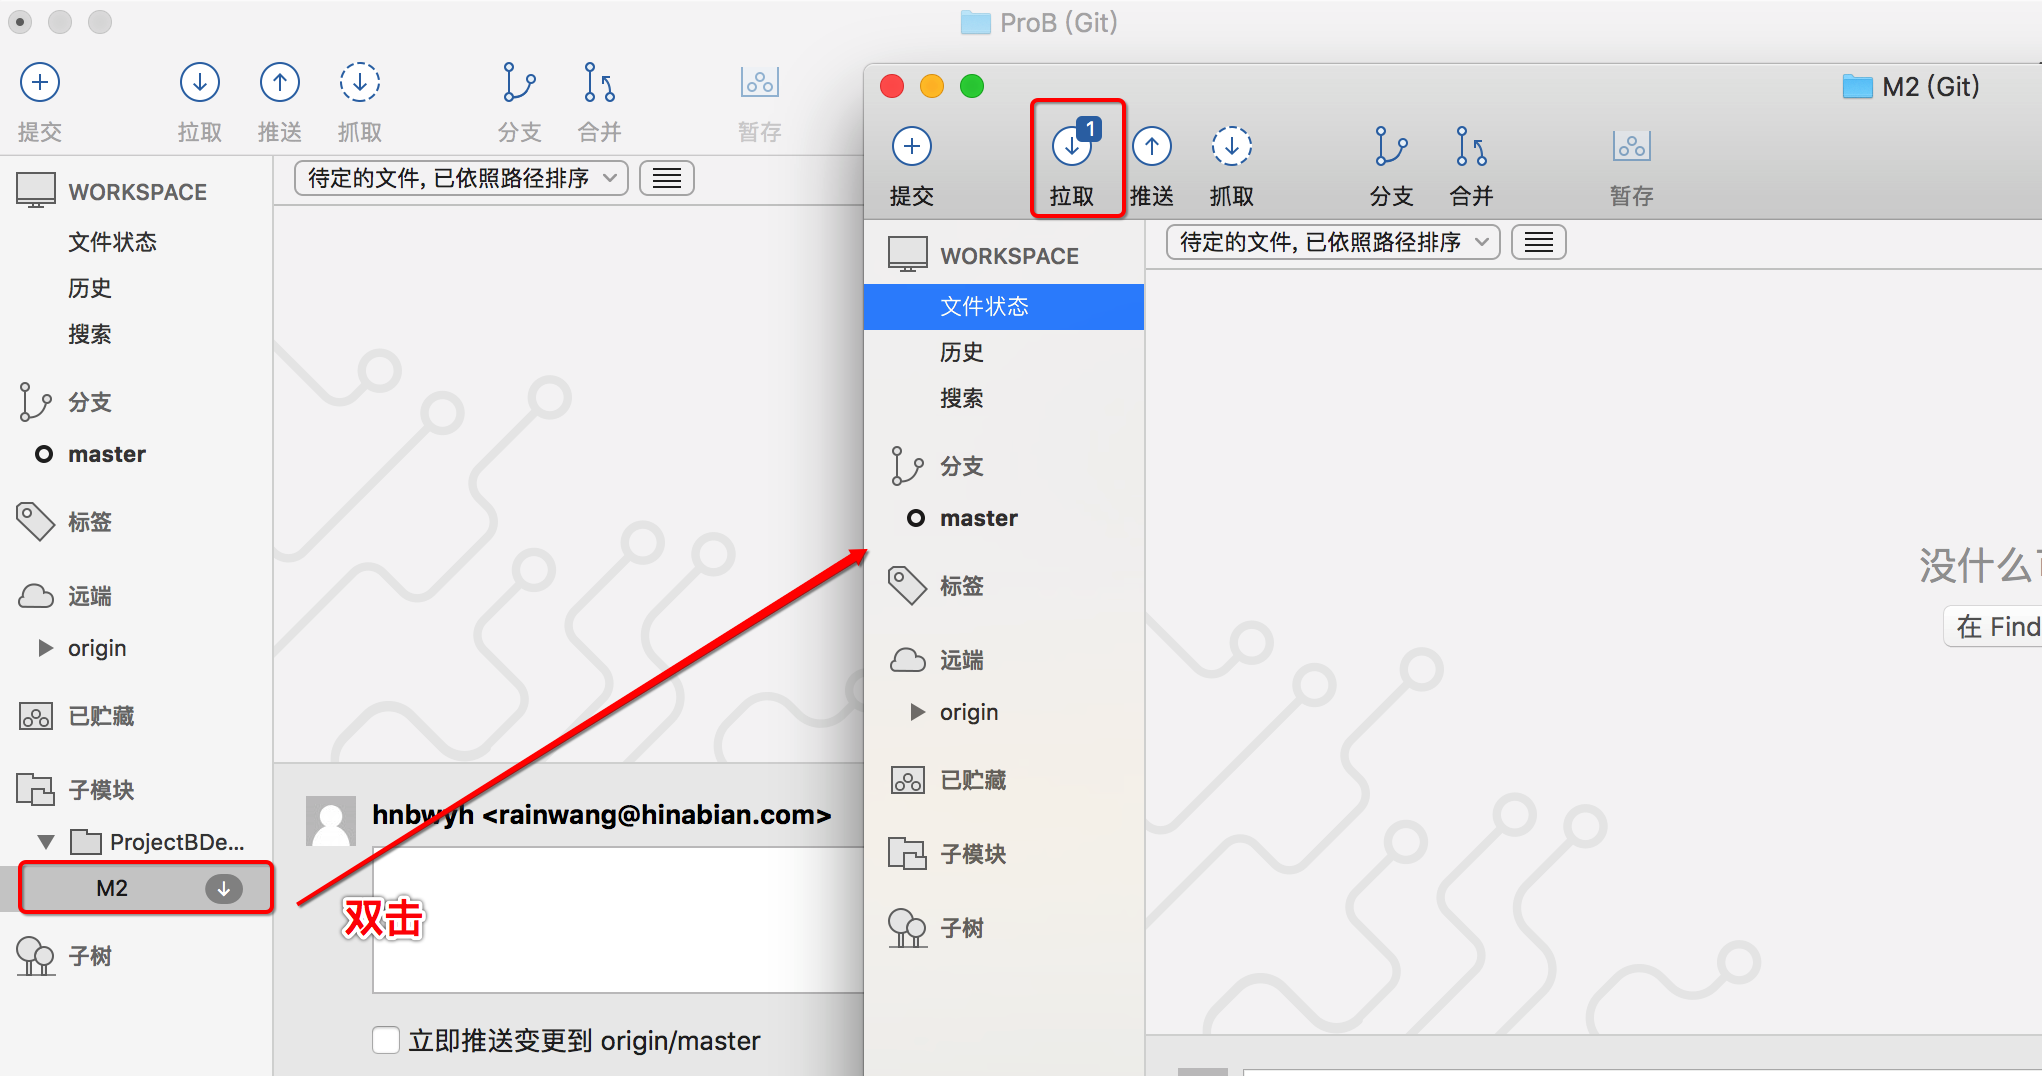 ProB (Git)
提交
拉取
推送
抓取
分支
合并
暂存
WORKSPACE
文件状态
历史
搜索
分支
master
标签
远端
origin
已贮藏
子模块
ProjectBDe...
M2
子树
待定的文件, 已依照路径排序
hnbwyh <rainwang@hinabian.com>
双击
立即推送变更到 origin/master
M2 (Git)
提交
1
拉取
推送
抓取
分支
合并
暂存
WORKSPACE
文件状态
历史
搜索
分支
master
标签
远端
origin
已贮藏
子模块
子树
待定的文件, 已依照路径排序
没什么
在 Find